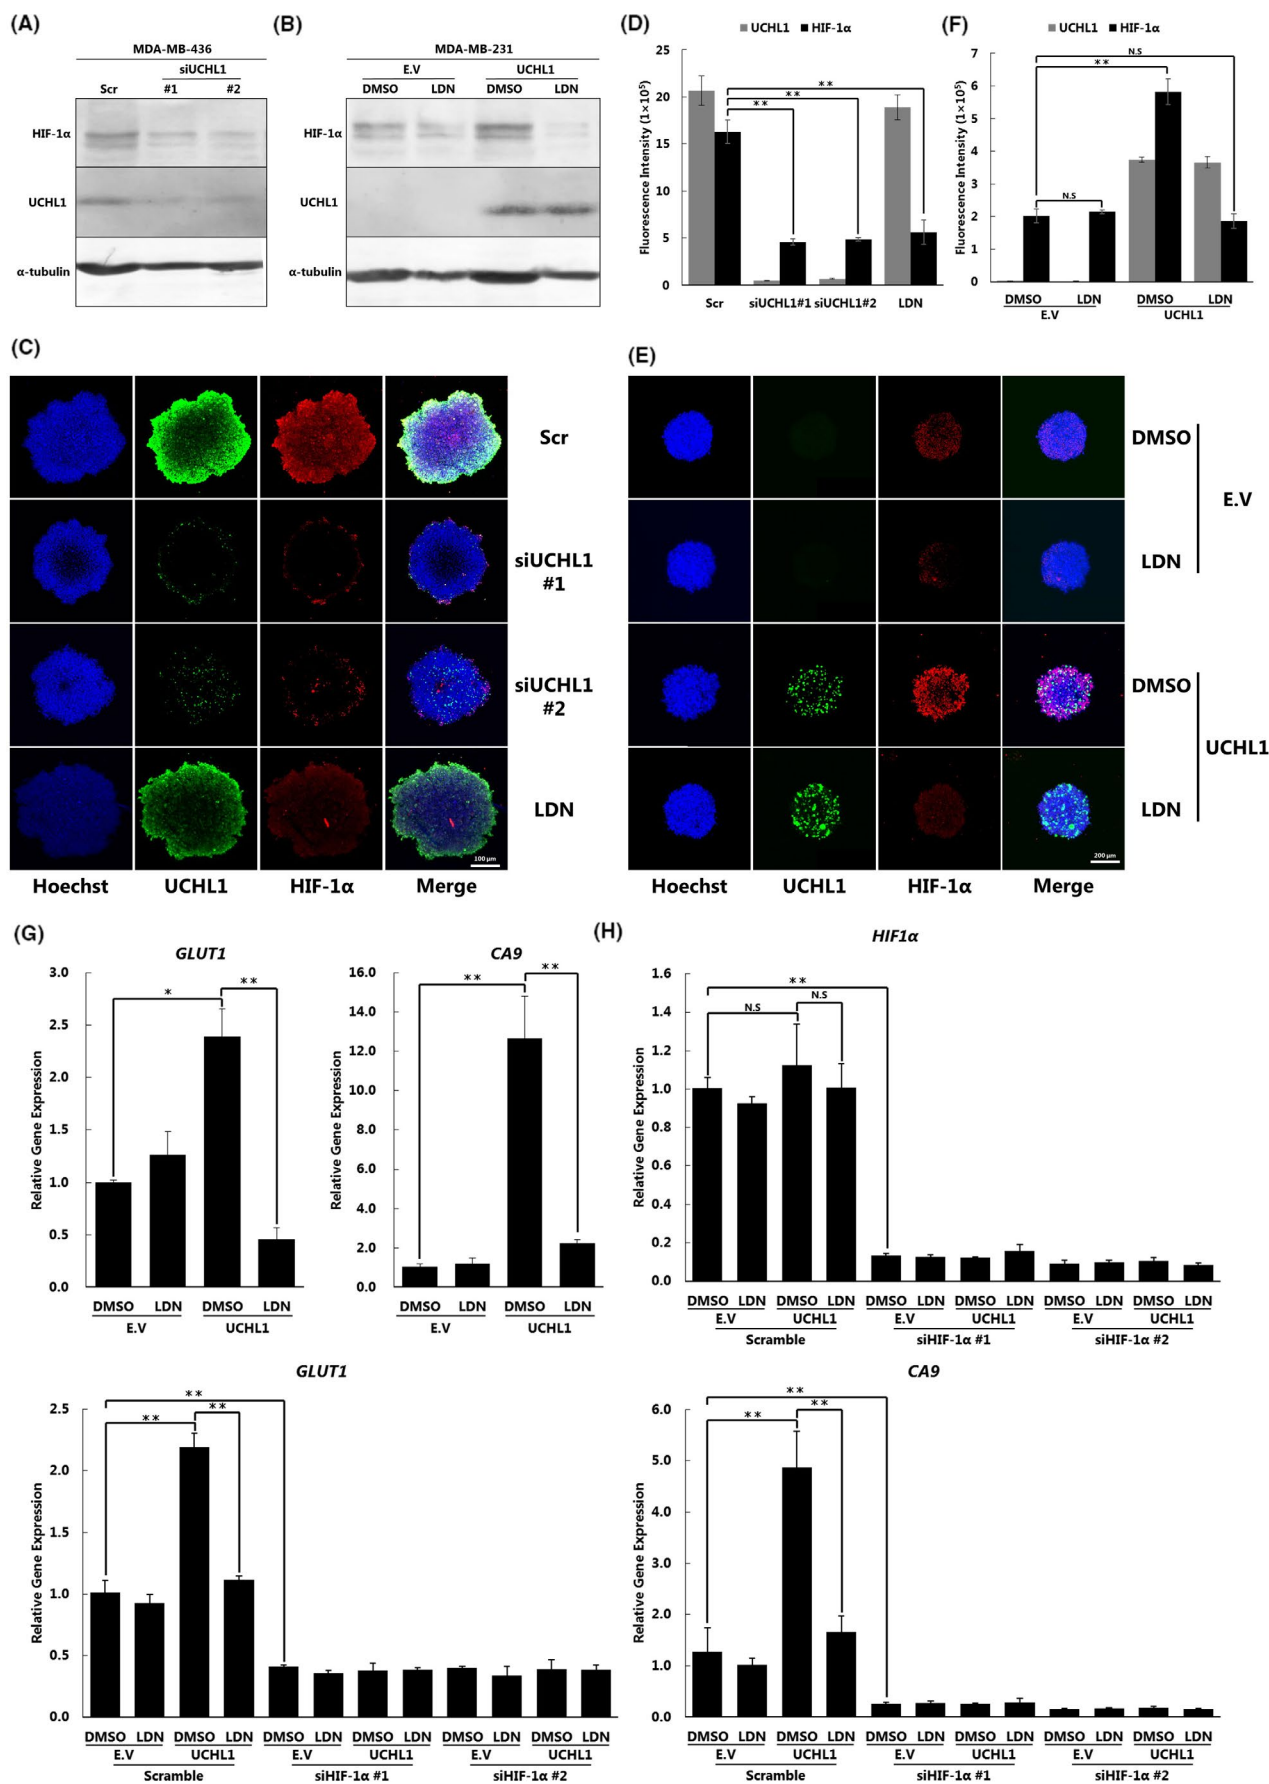 (A)
MDA-MB-436
siUCHL1
Scr #1 #2
HIF-1α
UCHL1
α-tubulin
(B)
MDA-MB-231
E.V UCHL1
DMSO LDN DMSO LDN
HIF-1α
UCHL1
α-tubulin
(D)
UCHL1 HIF-1α
Fluorescence Intensity (1×10⁵)
25
20
15
10
5
0
** ** **
Scr siUCHL1#1 siUCHL1#2 LDN
(F)
UCHL1 HIF-1α
Fluorescence Intensity (1×10⁵)
7
6
5
4
3
2
1
0
N.S
**
N.S
DMSO LDN DMSO LDN
E.V UCHL1
(C)
Scr
siUCHL1
#1
siUCHL1
#2
LDN
100 μm
Hoechst UCHL1 HIF-1α Merge
(E)
DMSO
LDN
E.V
DMSO
LDN
UCHL1
200 μm
Hoechst UCHL1 HIF-1α Merge
(G)
GLUT1
Relative Gene Expression
3.0
2.5
2.0
1.5
1.0
0.5
0.0
* **
DMSO LDN DMSO LDN
E.V UCHL1
CA9
Relative Gene Expression
16.0
14.0
12.0
10.0
8.0
6.0
4.0
2.0
0.0
** **
DMSO LDN DMSO LDN
E.V UCHL1
(H)
HIF1α
Relative Gene Expression
1.6
1.4
1.2
1.0
0.8
0.6
0.4
0.2
0.0
**
N.S N.S
DMSO LDN DMSO LDN DMSO LDN DMSO LDN DMSO LDN DMSO LDN
E.V UCHL1 E.V UCHL1 E.V UCHL1
Scramble siHIF-1α #1 siHIF-1α #2
GLUT1
Relative Gene Expression
2.5
2.0
1.5
1.0
0.5
0.0
**
** **
DMSO LDN DMSO LDN DMSO LDN DMSO LDN DMSO LDN DMSO LDN
E.V UCHL1 E.V UCHL1 E.V UCHL1
Scramble siHIF-1α #1 siHIF-1α #2
CA9
Relative Gene Expression
6.0
5.0
4.0
3.0
2.0
1.0
0.0
**
** **
DMSO LDN DMSO LDN DMSO LDN DMSO LDN DMSO LDN DMSO LDN
E.V UCHL1 E.V UCHL1 E.V UCHL1
Scramble siHIF-1α #1 siHIF-1α #2